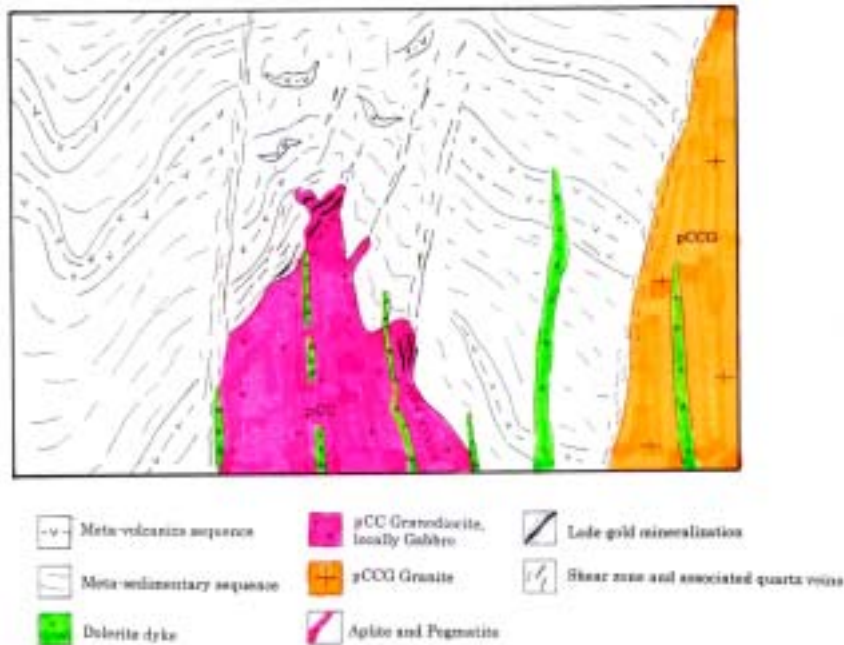 pCCG
pCC
Meta-volcanics sequence
pCC Granodiocite,
locally Gabbro
Lode gold mineralization
Meta-sedimentary sequence
pCCG Granite
Shear zone and associated quartz veins
Dolerite dyke
Aplite and Pegmatite